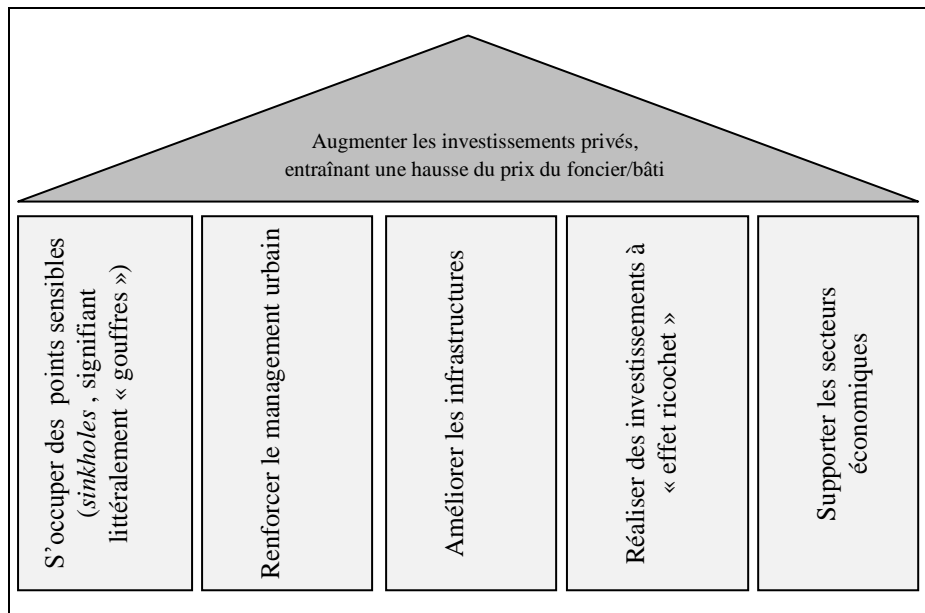 Augmenter les investissements privés,
entraînant une hausse du prix du foncier/bâti
S'occuper des points sensibles
(sinkholes , signifiant
littéralement « gouffres »)
Renforcer le management urbain
Améliorer les infrastructures
Réaliser des investissements à
« effet ricochet »
Supporter les secteurs
économiques